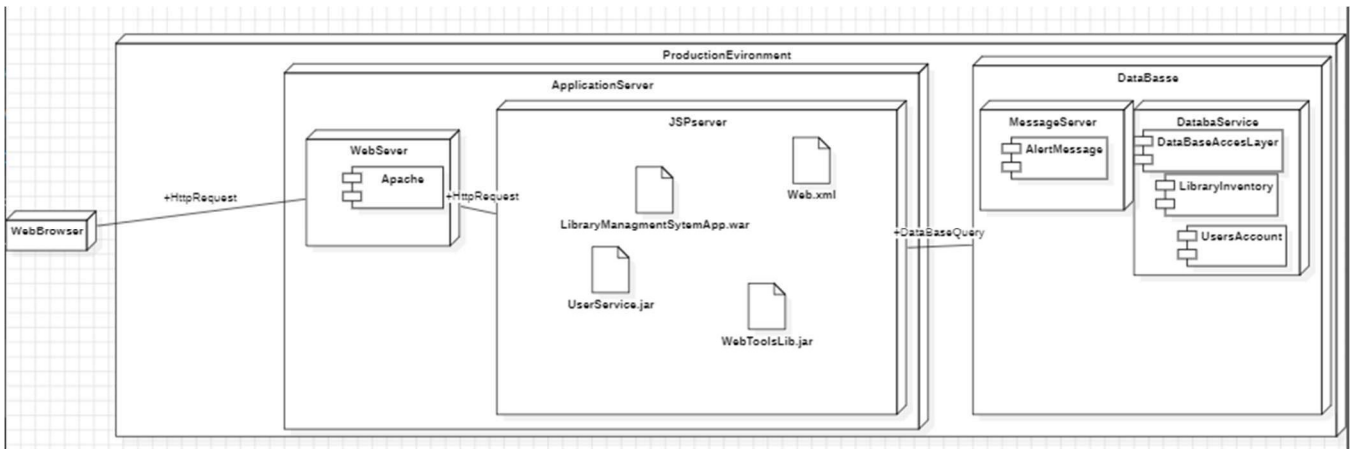 ProductionEvironment
ApplicationServer
DataBasse
JSPserver
MessageServer
DatabaService
WebSever
AlertMessage
DataBaseAccesLayer
Apache
LibraryInventory
+HttpRequest
+HttpRequest
Web.xml
LibraryManagmentSytemApp.war
WebBrowser
+DataBaseQuery
UsersAccount
UserService.jar
WebToolsLib.jar